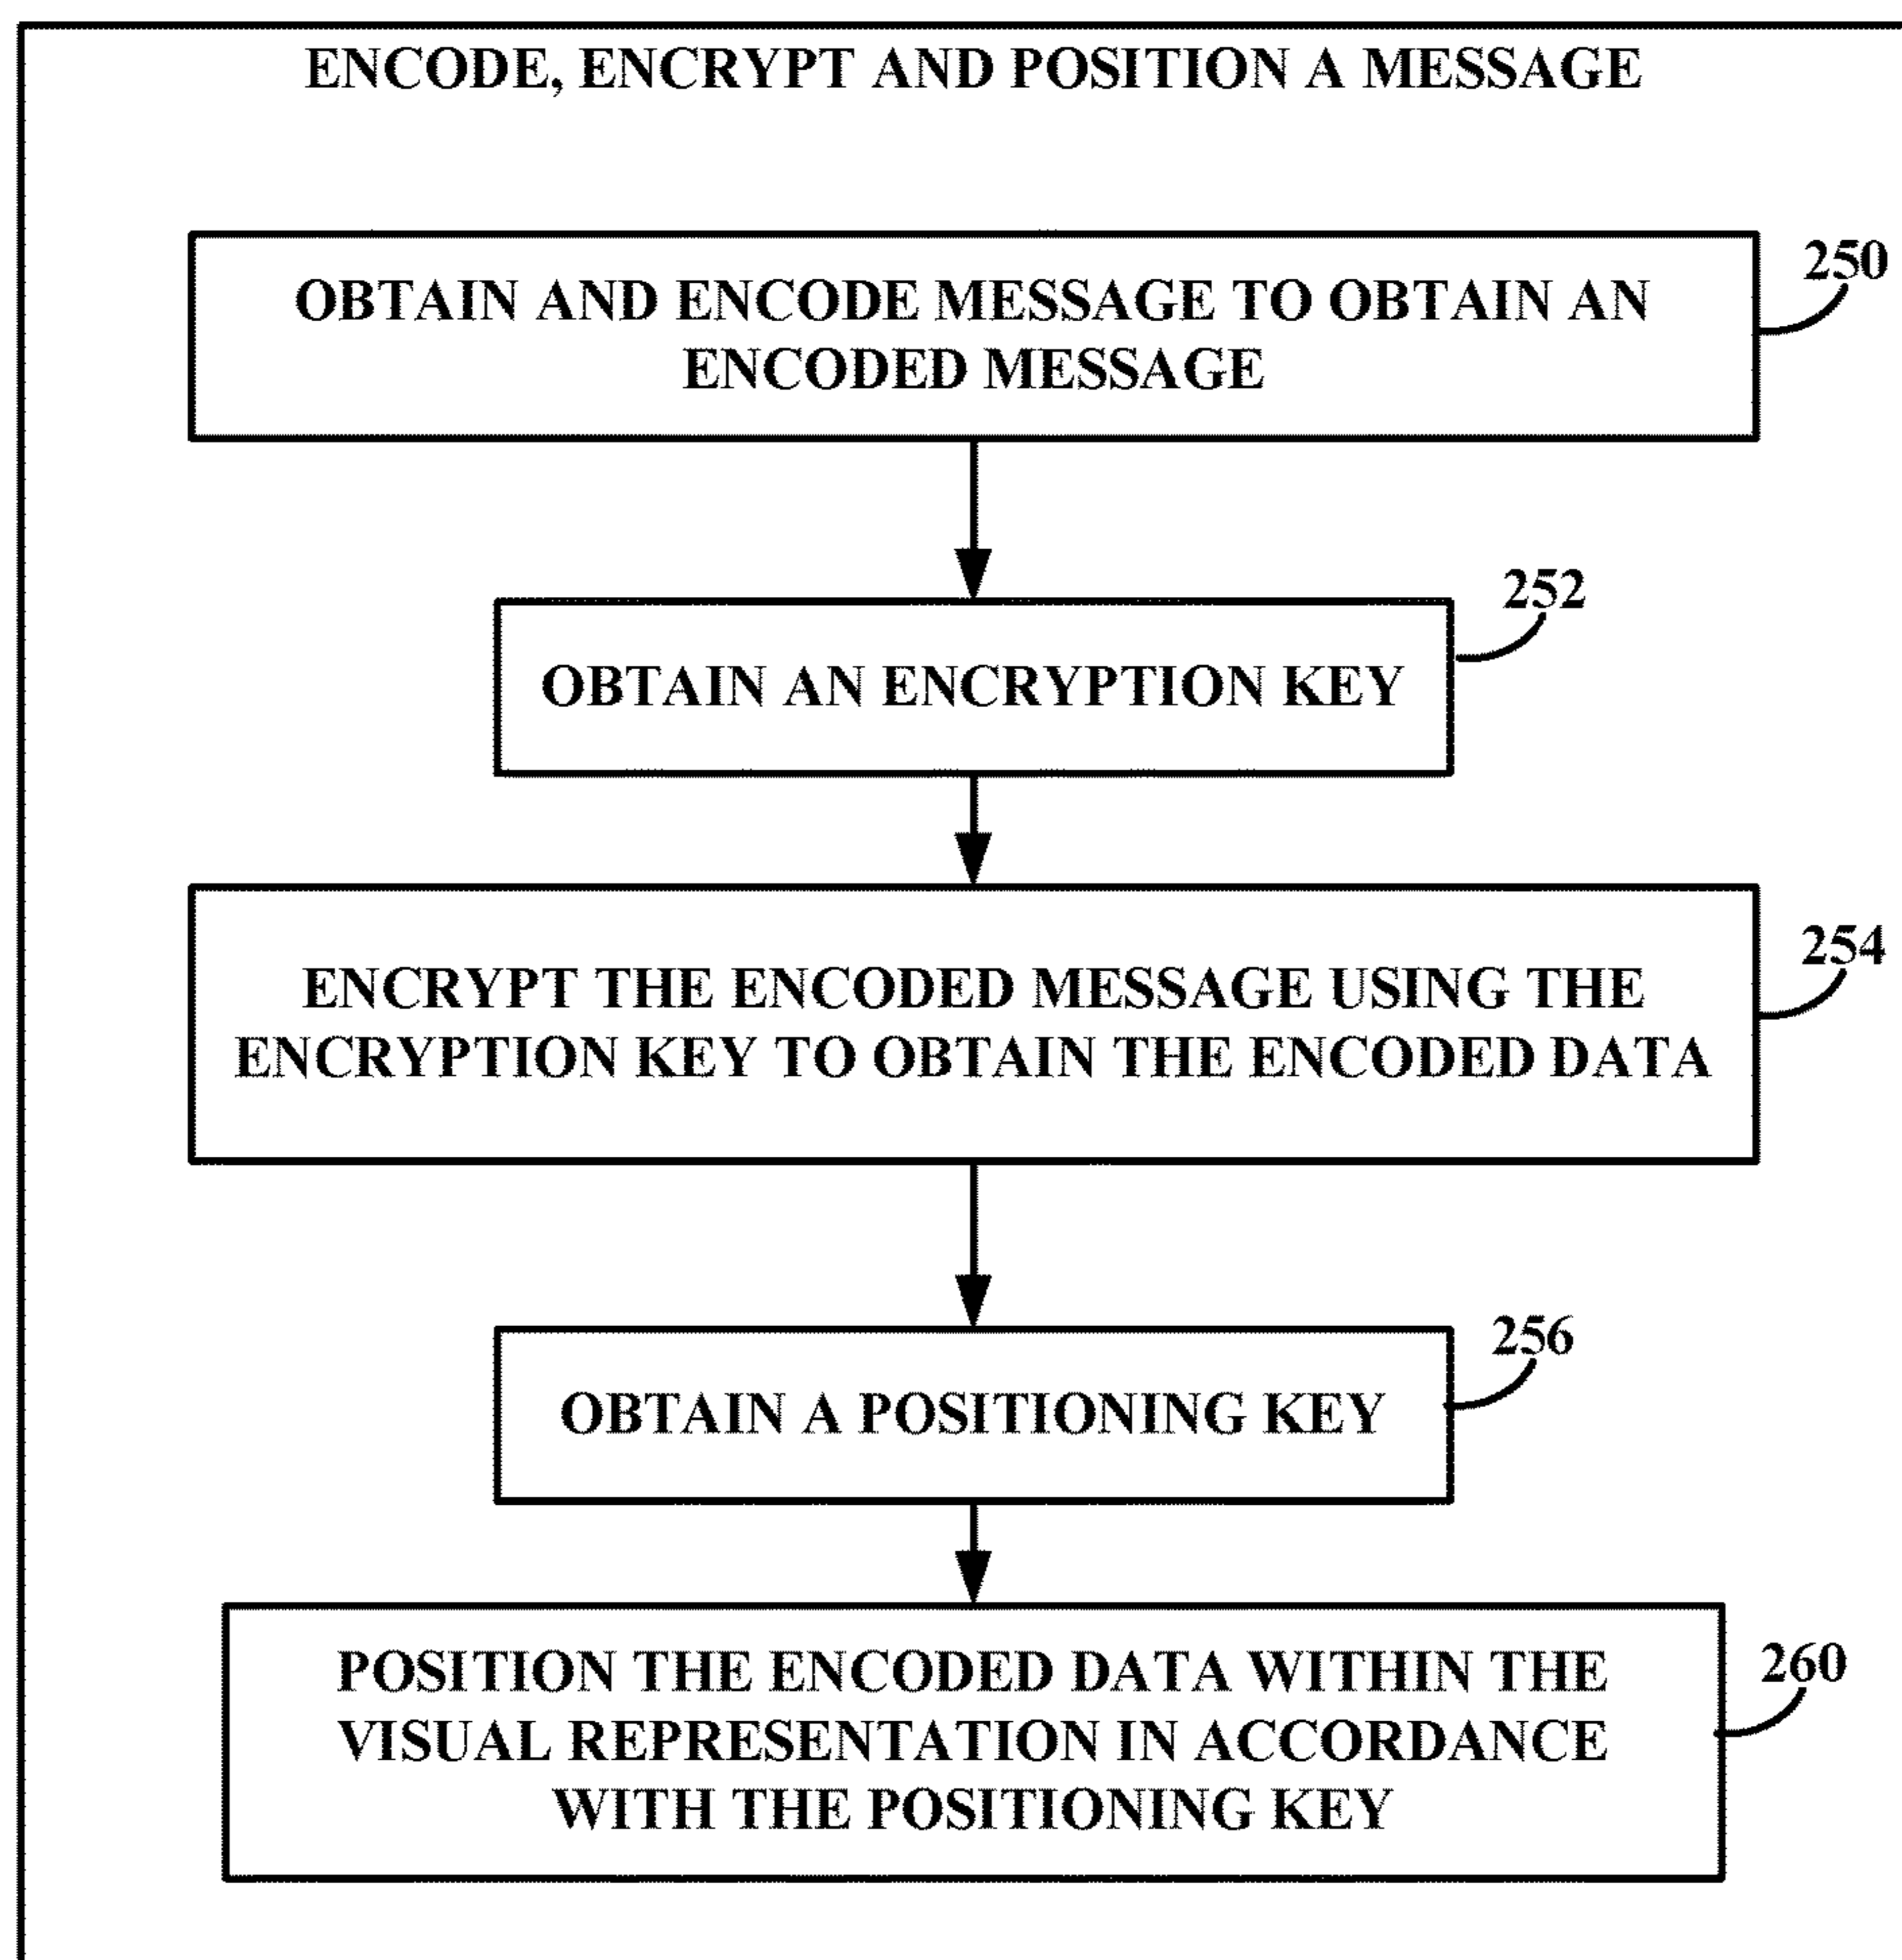 ENCODE, ENCRYPT AND POSITION A MESSAGE
250
OBTAIN AND ENCODE MESSAGE TO OBTAIN AN
ENCODED MESSAGE
252
OBTAIN AN ENCRYPTION KEY
254
ENCRYPT THE ENCODED MESSAGE USING THE
ENCRYPTION KEY TO OBTAIN THE ENCODED DATA
256
OBTAIN A POSITIONING KEY
260
POSITION THE ENCODED DATA WITHIN THE
VISUAL REPRESENTATION IN ACCORDANCE
WITH THE POSITIONING KEY